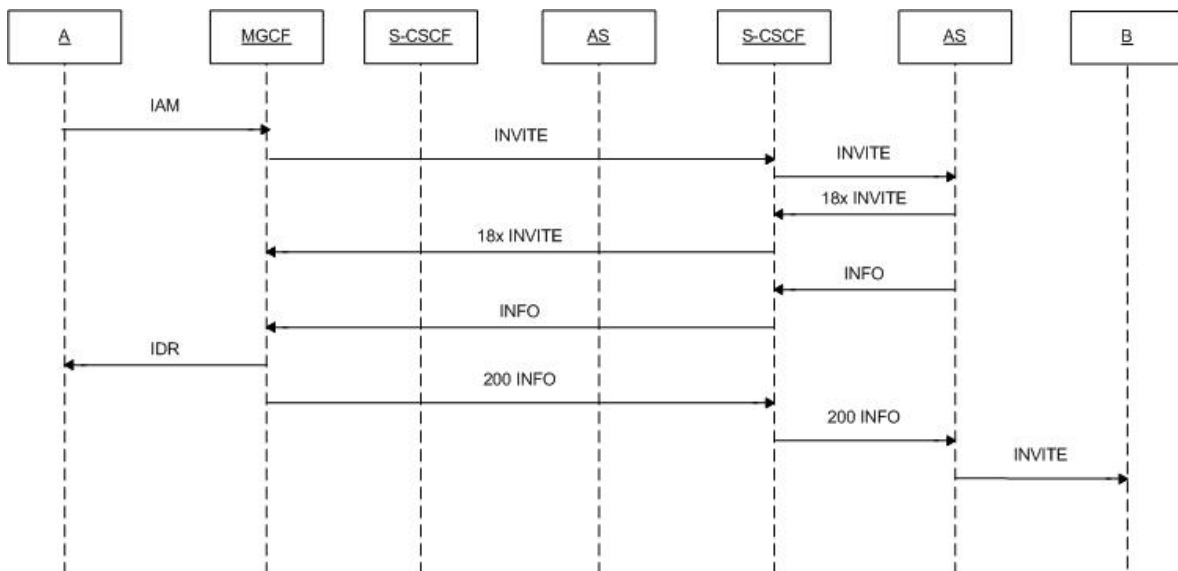 A
MGCF
S-CSCF
AS
S-CSCF
AS
B
IAM
INVITE
INVITE
18x INVITE
18x INVITE
INFO
INFO
IDR
200 INFO
200 INFO
INVITE